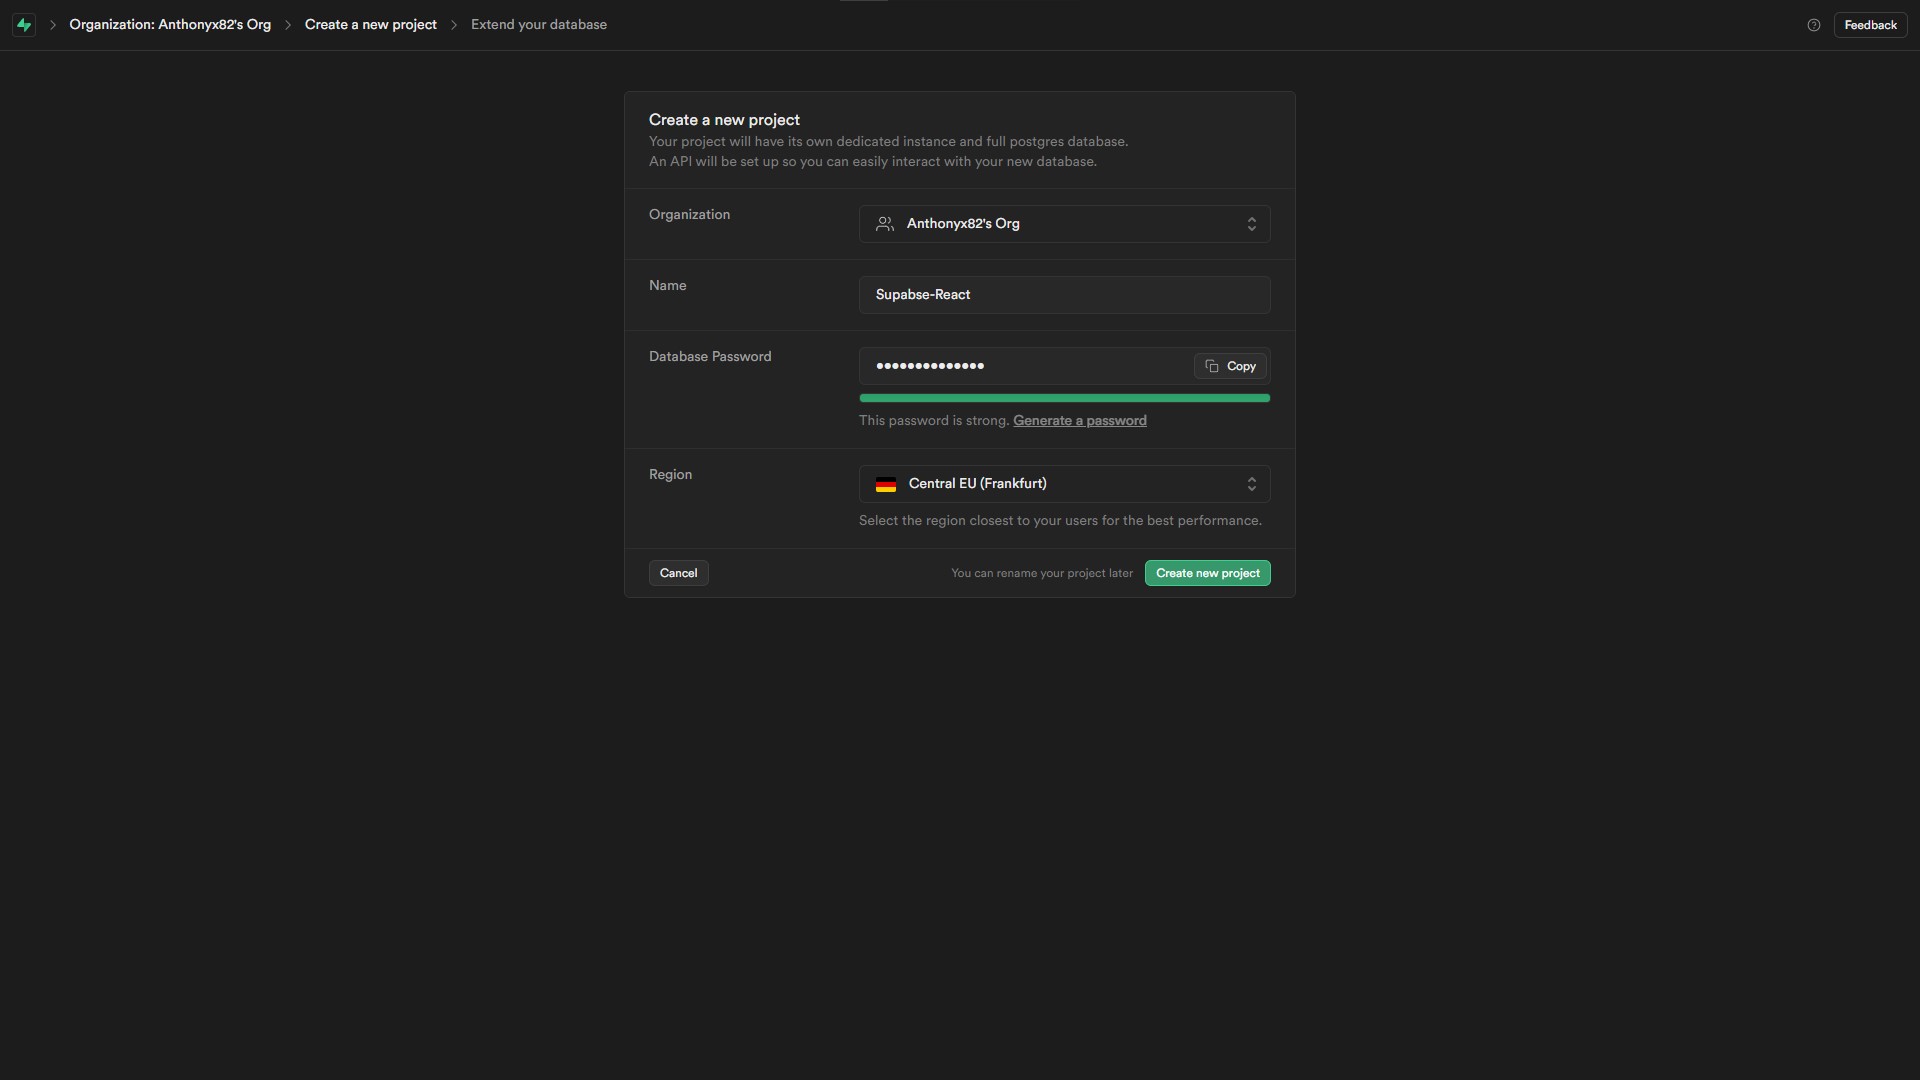 Organization: Anthonyx82's Org Create a new project Extend your database
Feedback
Create a new project
Your project will have its own dedicated instance and full postgres database.
An API will be set up so you can easily interact with your new database.
Organization
Anthonyx82's Org
Name
Supabse-React
Database Password
Copy
This password is strong. Generate a password
Region
Central EU (Frankfurt)
Select the region closest to your users for the best performance.
Cancel
You can rename your project later
Create new project